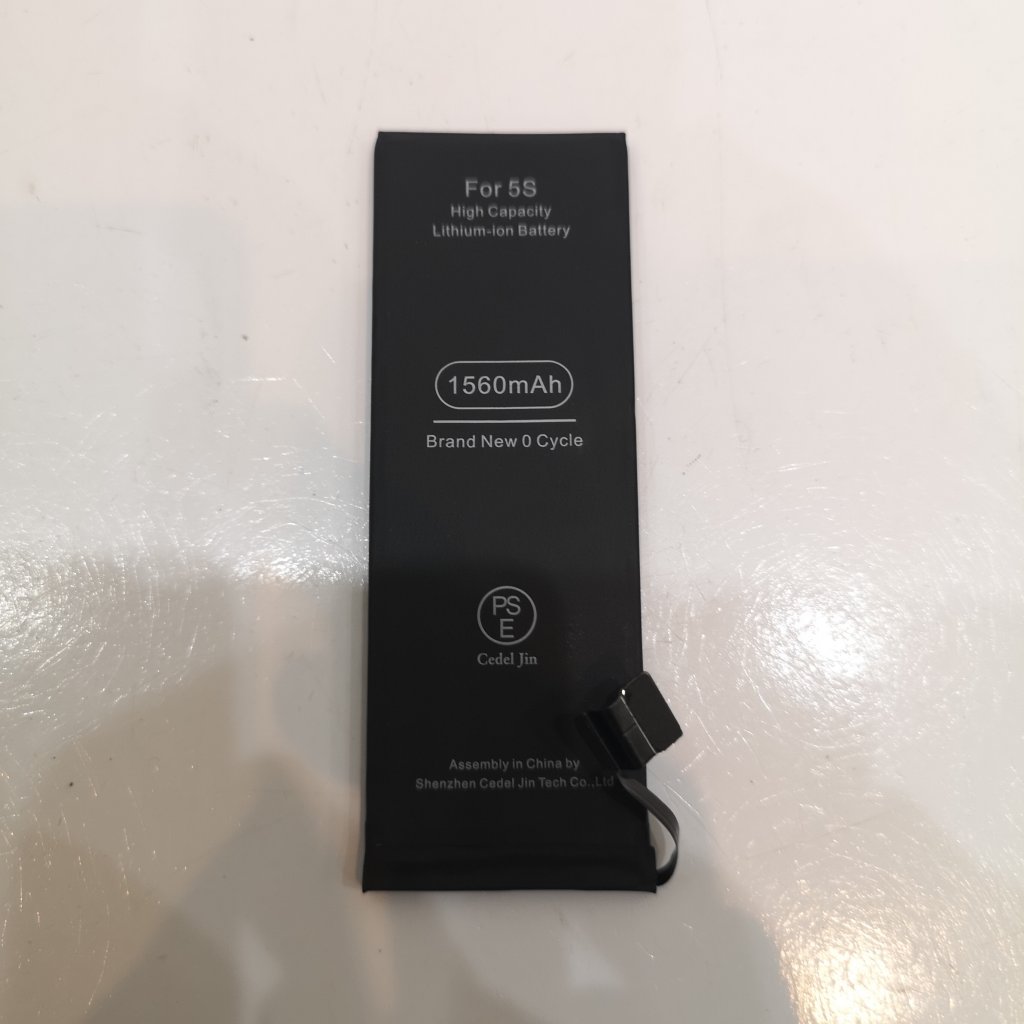 For 5S
High Capacity
Lithium-ion Battery
1560mAh
Brand New 0 Cycle
PS
E
Cedel Jin
Assembly in China by
Shenzhen Cedel Jin Tech Co.,Ltd